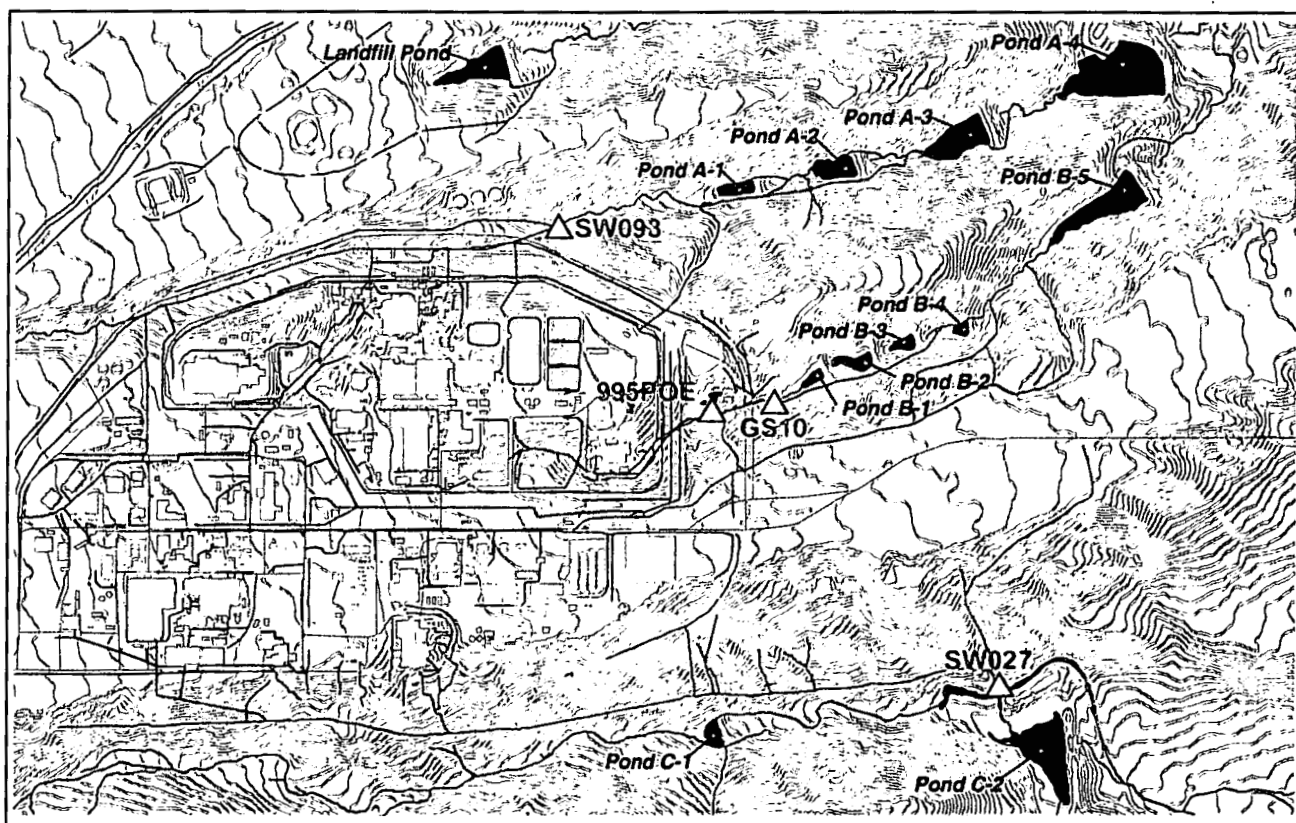 Landfill Pond
Pond A-4
Pond A-3
Pond A-2
Pond A-1
Pond B-5
SW093
Pond B-4
Pond B-3
995POE
Pond B-2
Pond B-1
GS10
SW027
Pond C-1
Pond C-2